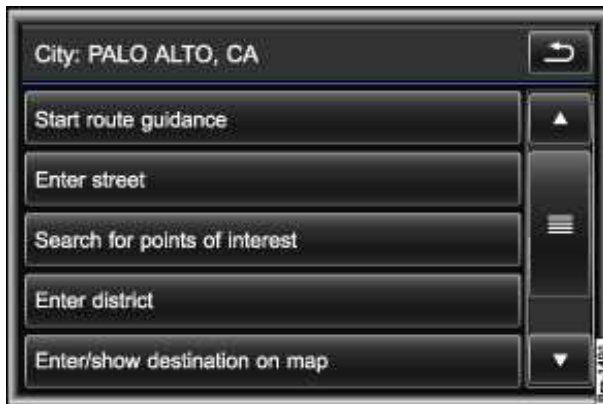 City: PALO ALTO, CA
Start route guidance
Enter street
Search for points of interest
Enter district
Enter/show destination on map